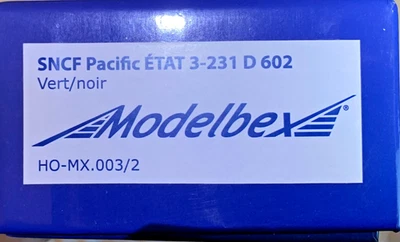 SNCF Pacific ÉTAT 3-231 D 602
Vert/noir
Modelbex®
HO-MX.003/2